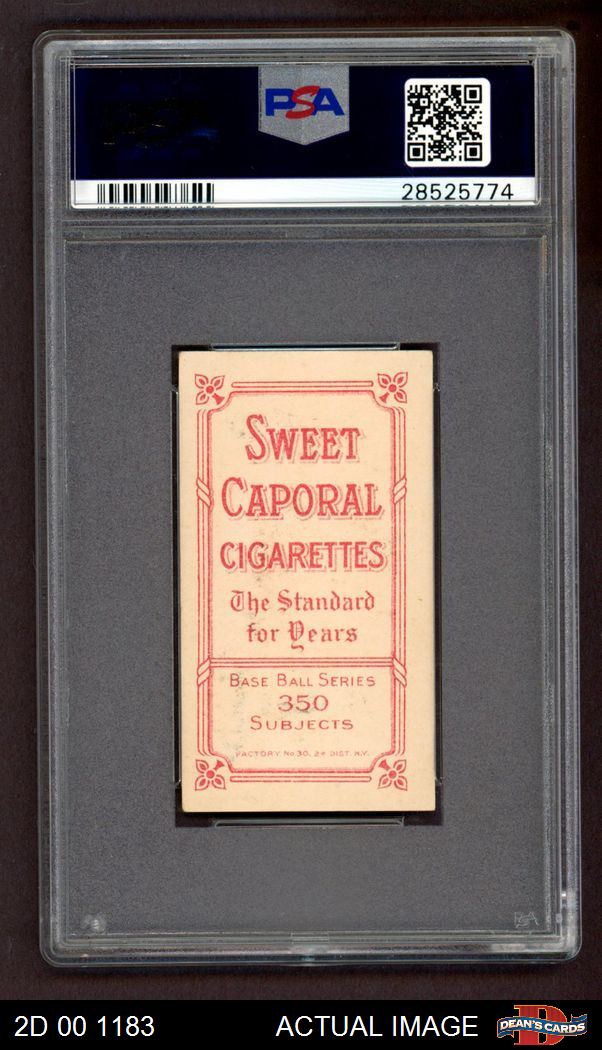 PSA
28525774
SWEET
CAPORAL
CIGARETTES
The Standard
for Years
BASE BALL SERIES
350
SUBJECTS
FACTORY No 30, 2d DIST. N.Y.
PSA
2D 00 1183 ACTUAL IMAGE DEAN'S CARDS